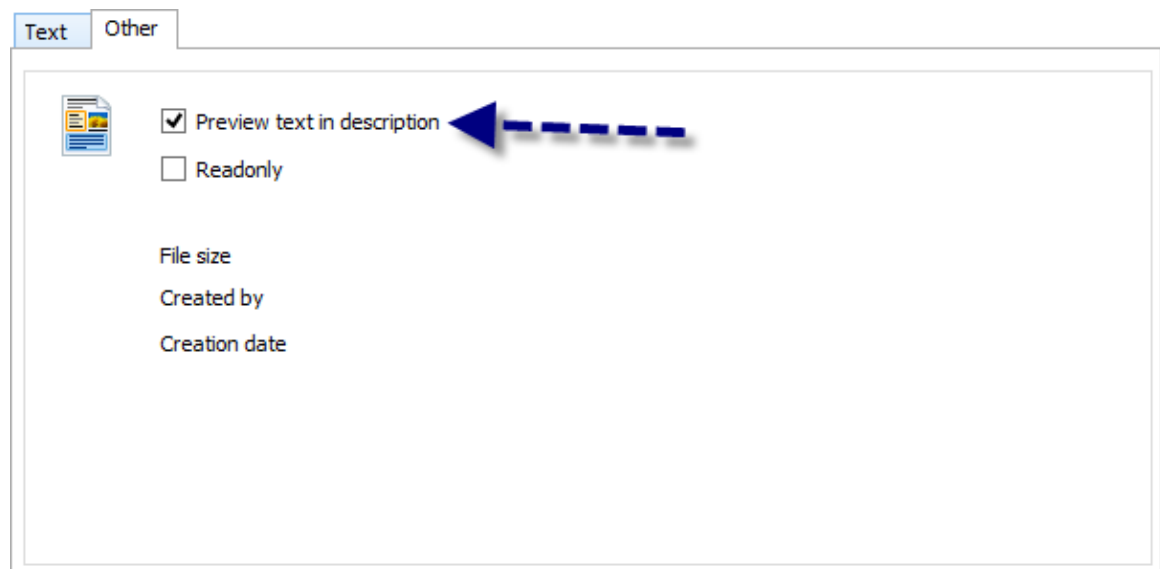 Text Other
Preview text in description
Readonly
File size
Created by
Creation date